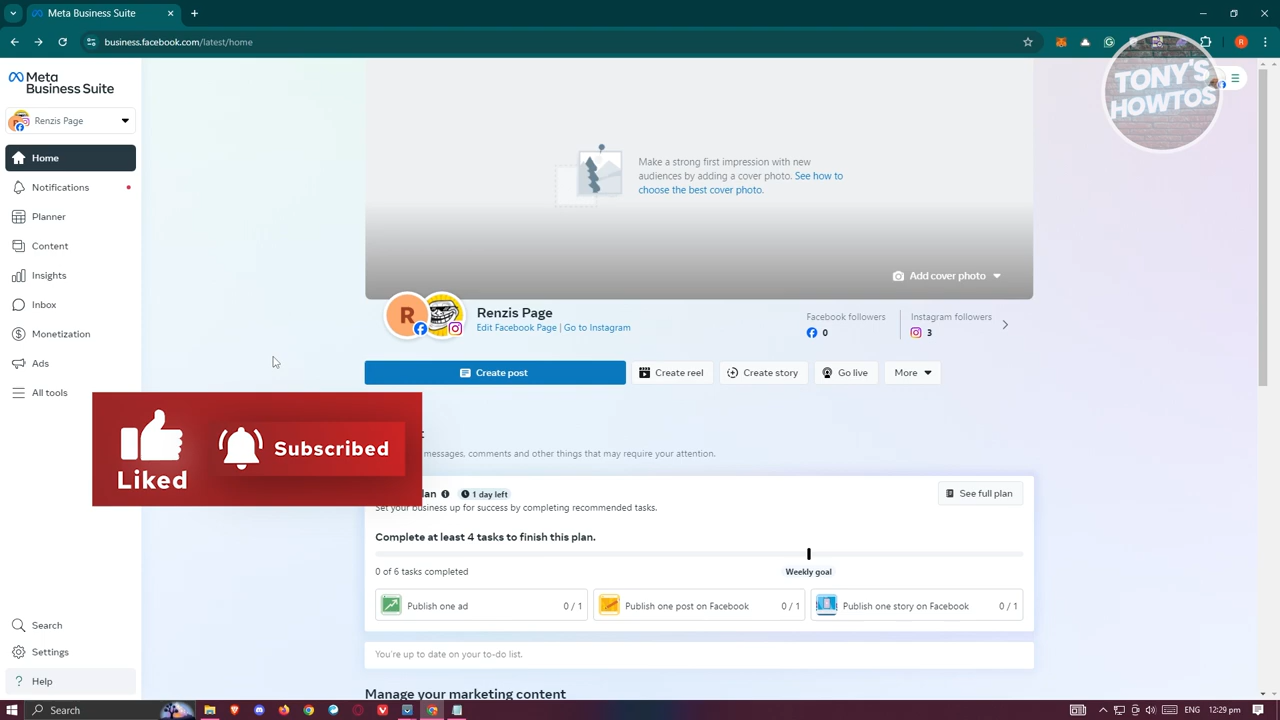 Meta Business Suite
business.facebook.com/latest/home
R
TONY'S
HOWTOS
Meta
Business Suite
Renzis Page
Home
Notifications
Planner
Content
Insights
Inbox
Monetization
Ads
All tools
Search
Settings
? Help
Make a strong first impression with new
audiences by adding a cover photo. See how to
choose the best cover photo.
Add cover photo
R
Renzis Page
Edit Facebook Page | Go to Instagram
Facebook followers
0
Instagram followers
3
Create post
Create reel
Create story
Go live
More
Liked
Subscribed
messages, comments and other things that may require your attention.
1 day left
See full plan
Set your business up for success by completing recommended tasks.
Complete at least 4 tasks to finish this plan.
Weekly goal
0 of 6 tasks completed
Publish one ad 0 / 1
Publish one post on Facebook 0 / 1
Publish one story on Facebook 0 / 1
You're up to date on your to-do list.
Manage your marketing content
Search
ENG
12:29 pm